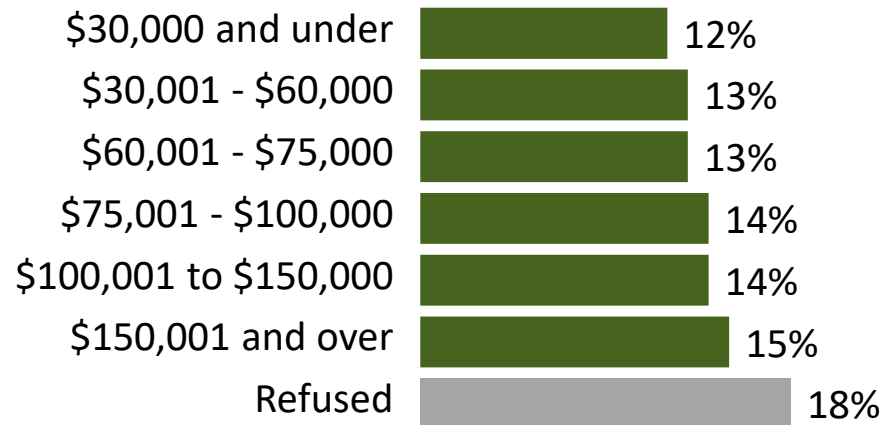 $30,000 and under 12%
$30,001 - $60,000 13%
$60,001 - $75,000 13%
$75,001 - $100,000 14%
$100,001 to $150,000 14%
$150,001 and over 15%
Refused 18%